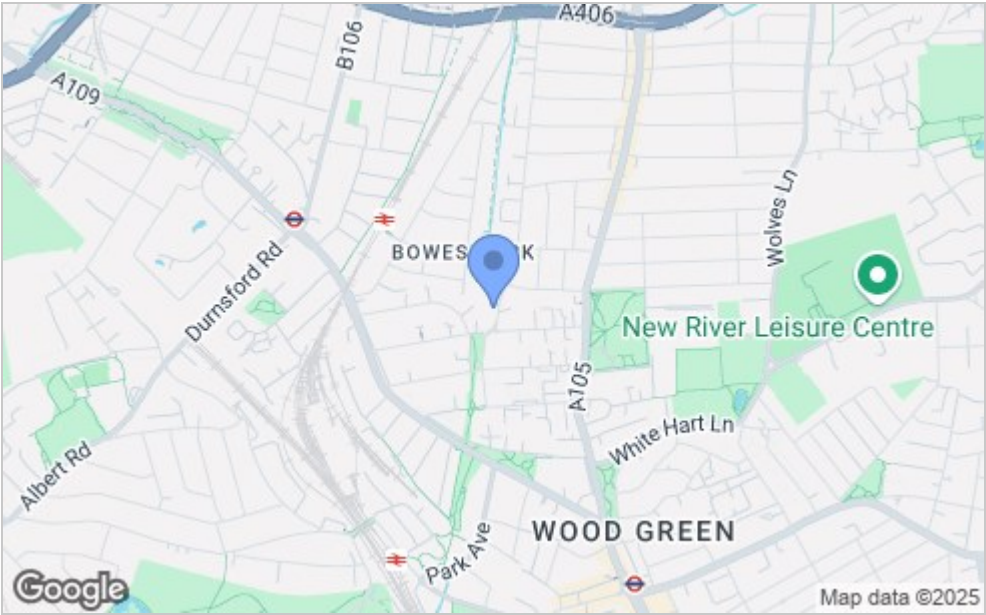 A406
B106
A109
Wolves Ln
BOWES K
Durnsford Rd
New River Leisure Centre
A105
White Hart Ln
Albert Rd
WOOD GREEN
Park Ave
Google
Map data ©2025